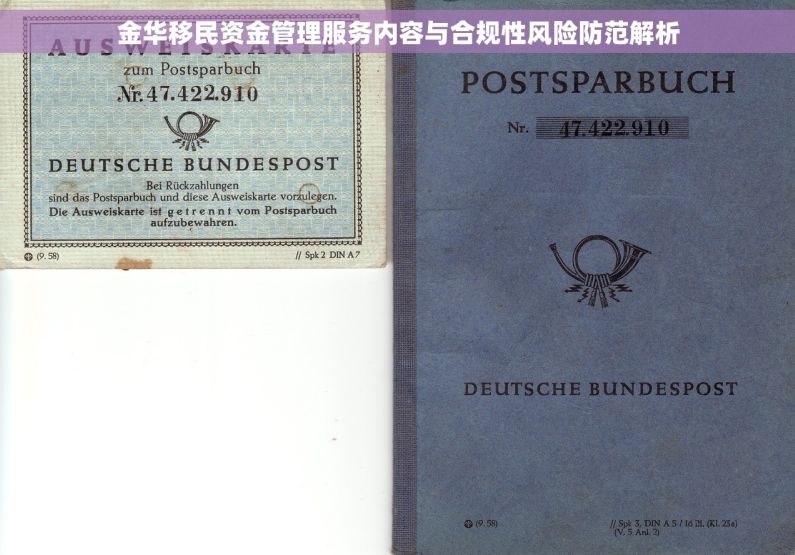 金华移民资金管理服务内容与合规性风险防范解析
AUSWEISKARTE
zum Postsparbuch
Nr. 47.422.910
DEUTSCHE BUNDESPOST
Bei Rückzahlungen
sind das Postsparbuch und diese Ausweiskarte vorzulegen.
Die Ausweiskarte ist getrennt vom Postsparbuch
aufzubewahren.
(9. 58)
// Spk 2 DIN A 7
POSTSPARBUCH
Nr. 47.422.910
DEUTSCHE BUNDESPOST
(9. 58)
// Spk 3, DIN A 5 / 16 Bl. (Kl. 23a)
(V. 5 Anl. 2)